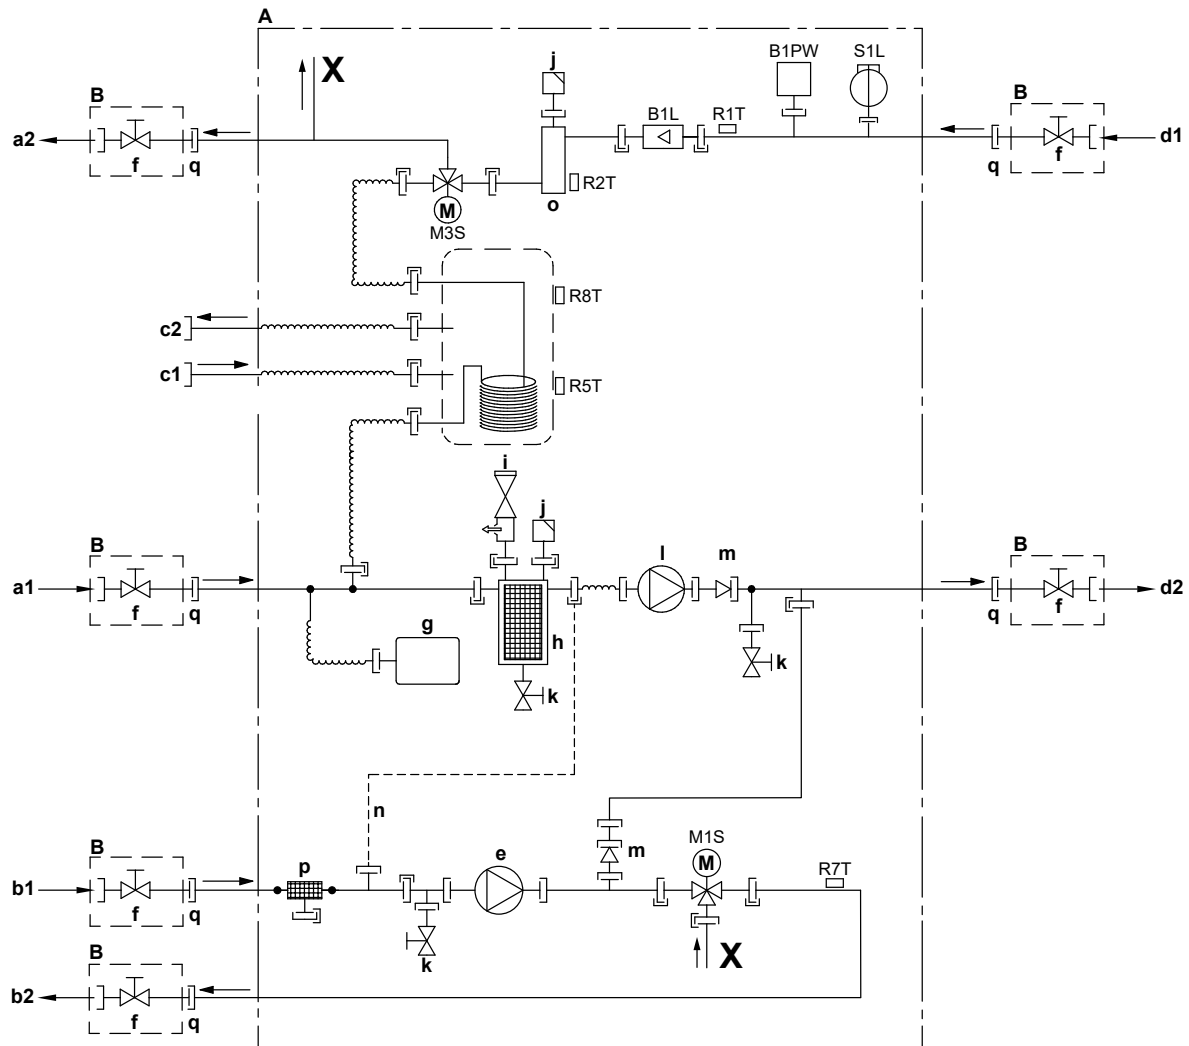 A
X
j
B1PW
S1L
B
B1L
R1T
B
a2
f
q
q
f
d1
R2T
M
M3S
o
R8T
c2
c1
R5T
i
j
B
l
m
B
a1
f
q
g
h
k
k
q
f
d2
n
M1S
m
B
p
e
M
R7T
b1
f
q
k
X
B
b2
f
q